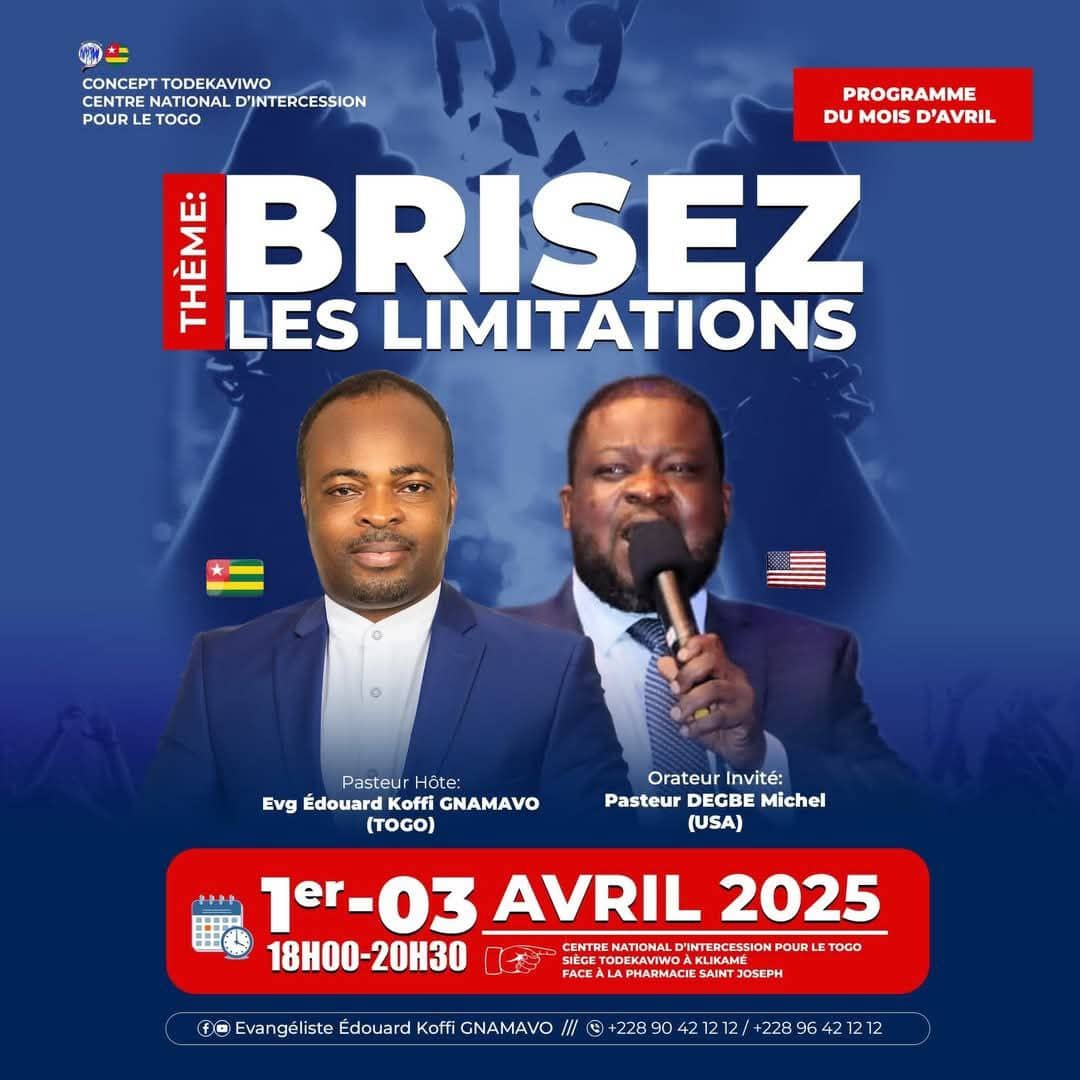 CONCEPT TODEKAVIWO
CENTRE NATIONAL D'INTERCESSION
POUR LE TOGO
PROGRAMME
DU MOIS D'AVRIL
THÈME:
BRISEZ
LES LIMITATIONS
Pasteur Hôte:
Evg Édouard Koffi GNAMAVO
(TOGO)
Orateur Invité:
Pasteur DEGBE Michel
(USA)
1er-03 AVRIL 2025
18H00-20H30
CENTRE NATIONAL D'INTERCESSION POUR LE TOGO
SIÈGE TODEKAVIWO À KLIKAMÉ
FACE À LA PHARMACIE SAINT JOSEPH
Evangéliste Édouard Koffi GNAMAVO /// +228 90 42 12 12 / +228 96 42 12 12